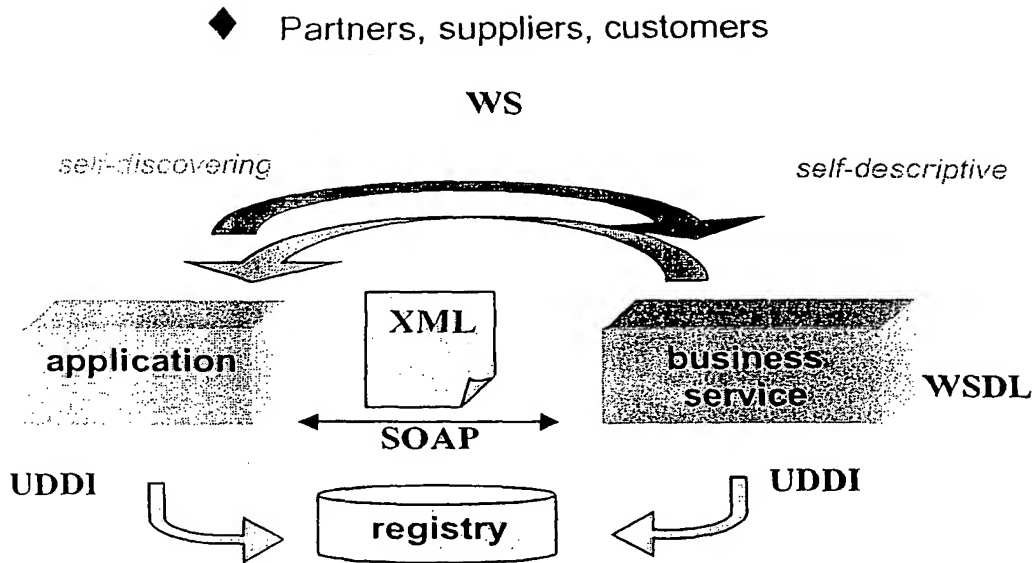 Partners, suppliers, customers
WS
self-discovering
self-descriptive
XML
application
business
service
WSDL
SOAP
UDDI
UDDI
registry